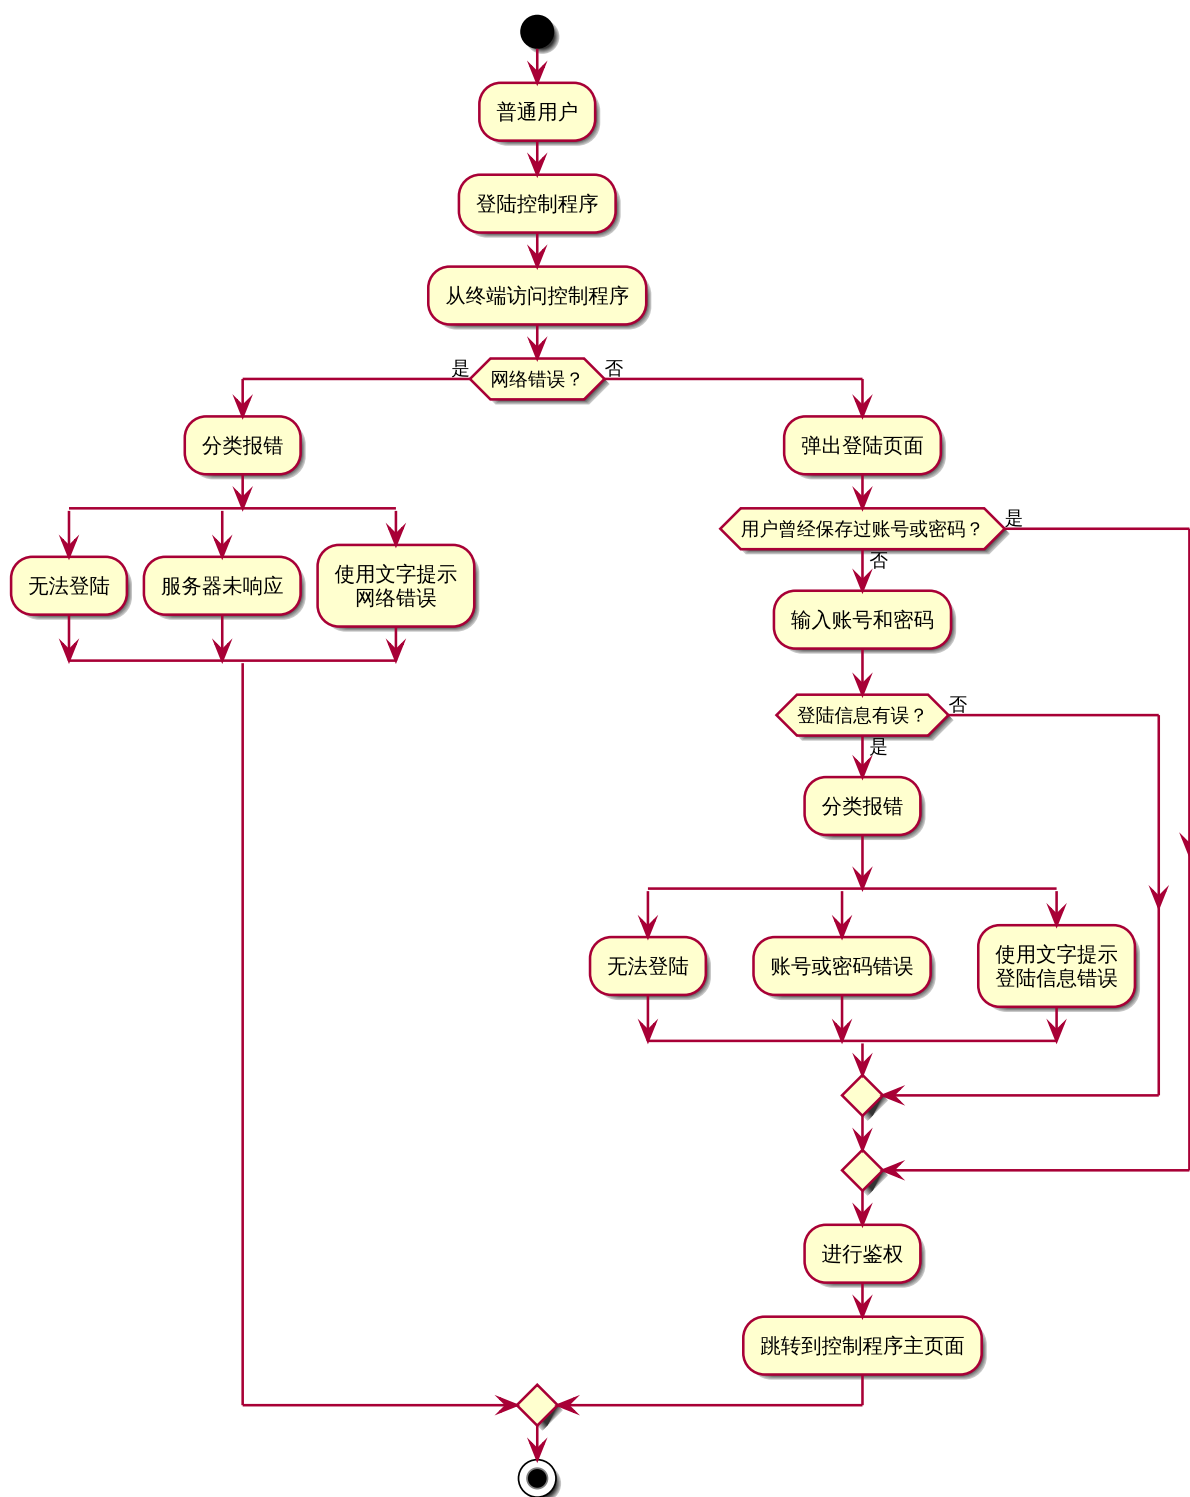 普通用户
登陆控制程序
从终端访问控制程序
是
网络错误？
否
分类报错
无法登陆
服务器未响应
使用文字提示
网络错误
弹出登陆页面
用户曾经保存过账号或密码？
是
否
输入账号和密码
登陆信息有误？
否
是
分类报错
无法登陆
账号或密码错误
使用文字提示
登陆信息错误
进行鉴权
跳转到控制程序主页面